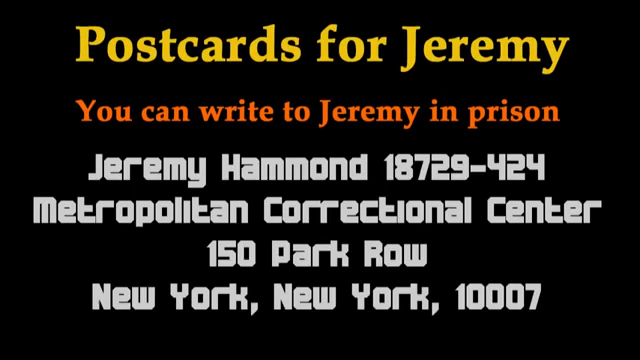 Postcards for Jeremy
You can write to Jeremy in prison
Jeremy Hammond 18729-424
Metropolitan Correctional Center
150 Park Row
New York, New York, 10007